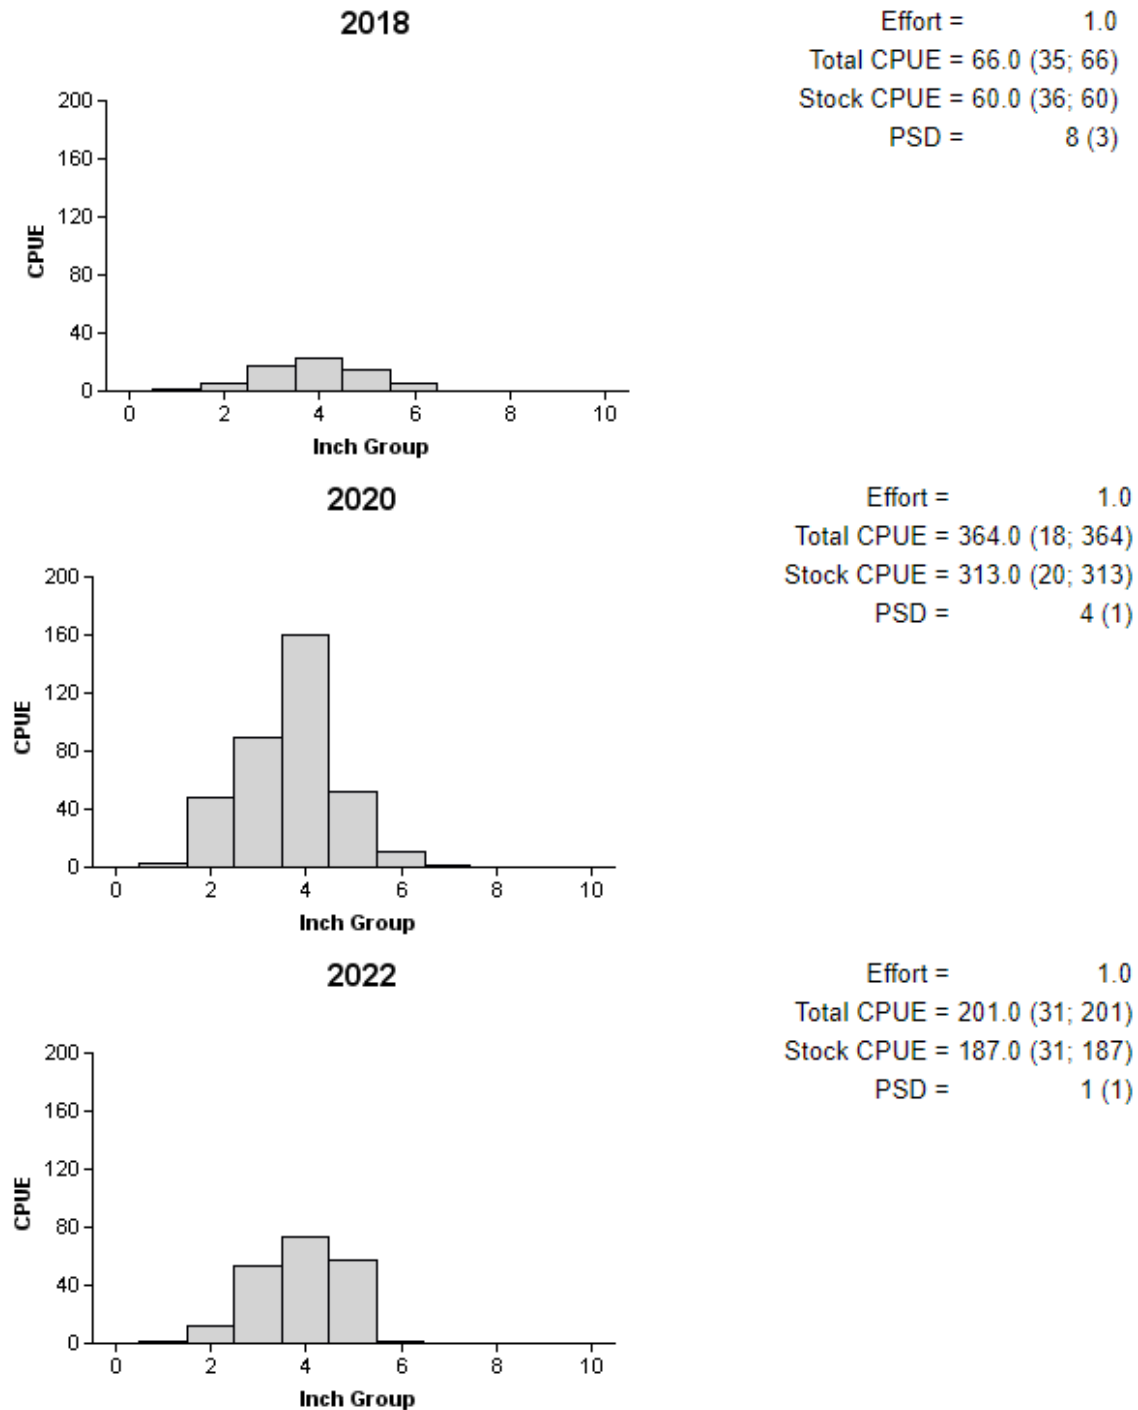 2018
Effort = 1.0
Total CPUE = 66.0 (35; 66)
Stock CPUE = 60.0 (36; 60)
PSD = 8 (3)
200
160
120
80
40
0
CPUE
0 2 4 6 8 10
Inch Group
2020
Effort = 1.0
Total CPUE = 364.0 (18; 364)
Stock CPUE = 313.0 (20; 313)
PSD = 4 (1)
200
160
120
80
40
0
CPUE
0 2 4 6 8 10
Inch Group
2022
Effort = 1.0
Total CPUE = 201.0 (31; 201)
Stock CPUE = 187.0 (31; 187)
PSD = 1 (1)
200
160
120
80
40
0
CPUE
0 2 4 6 8 10
Inch Group